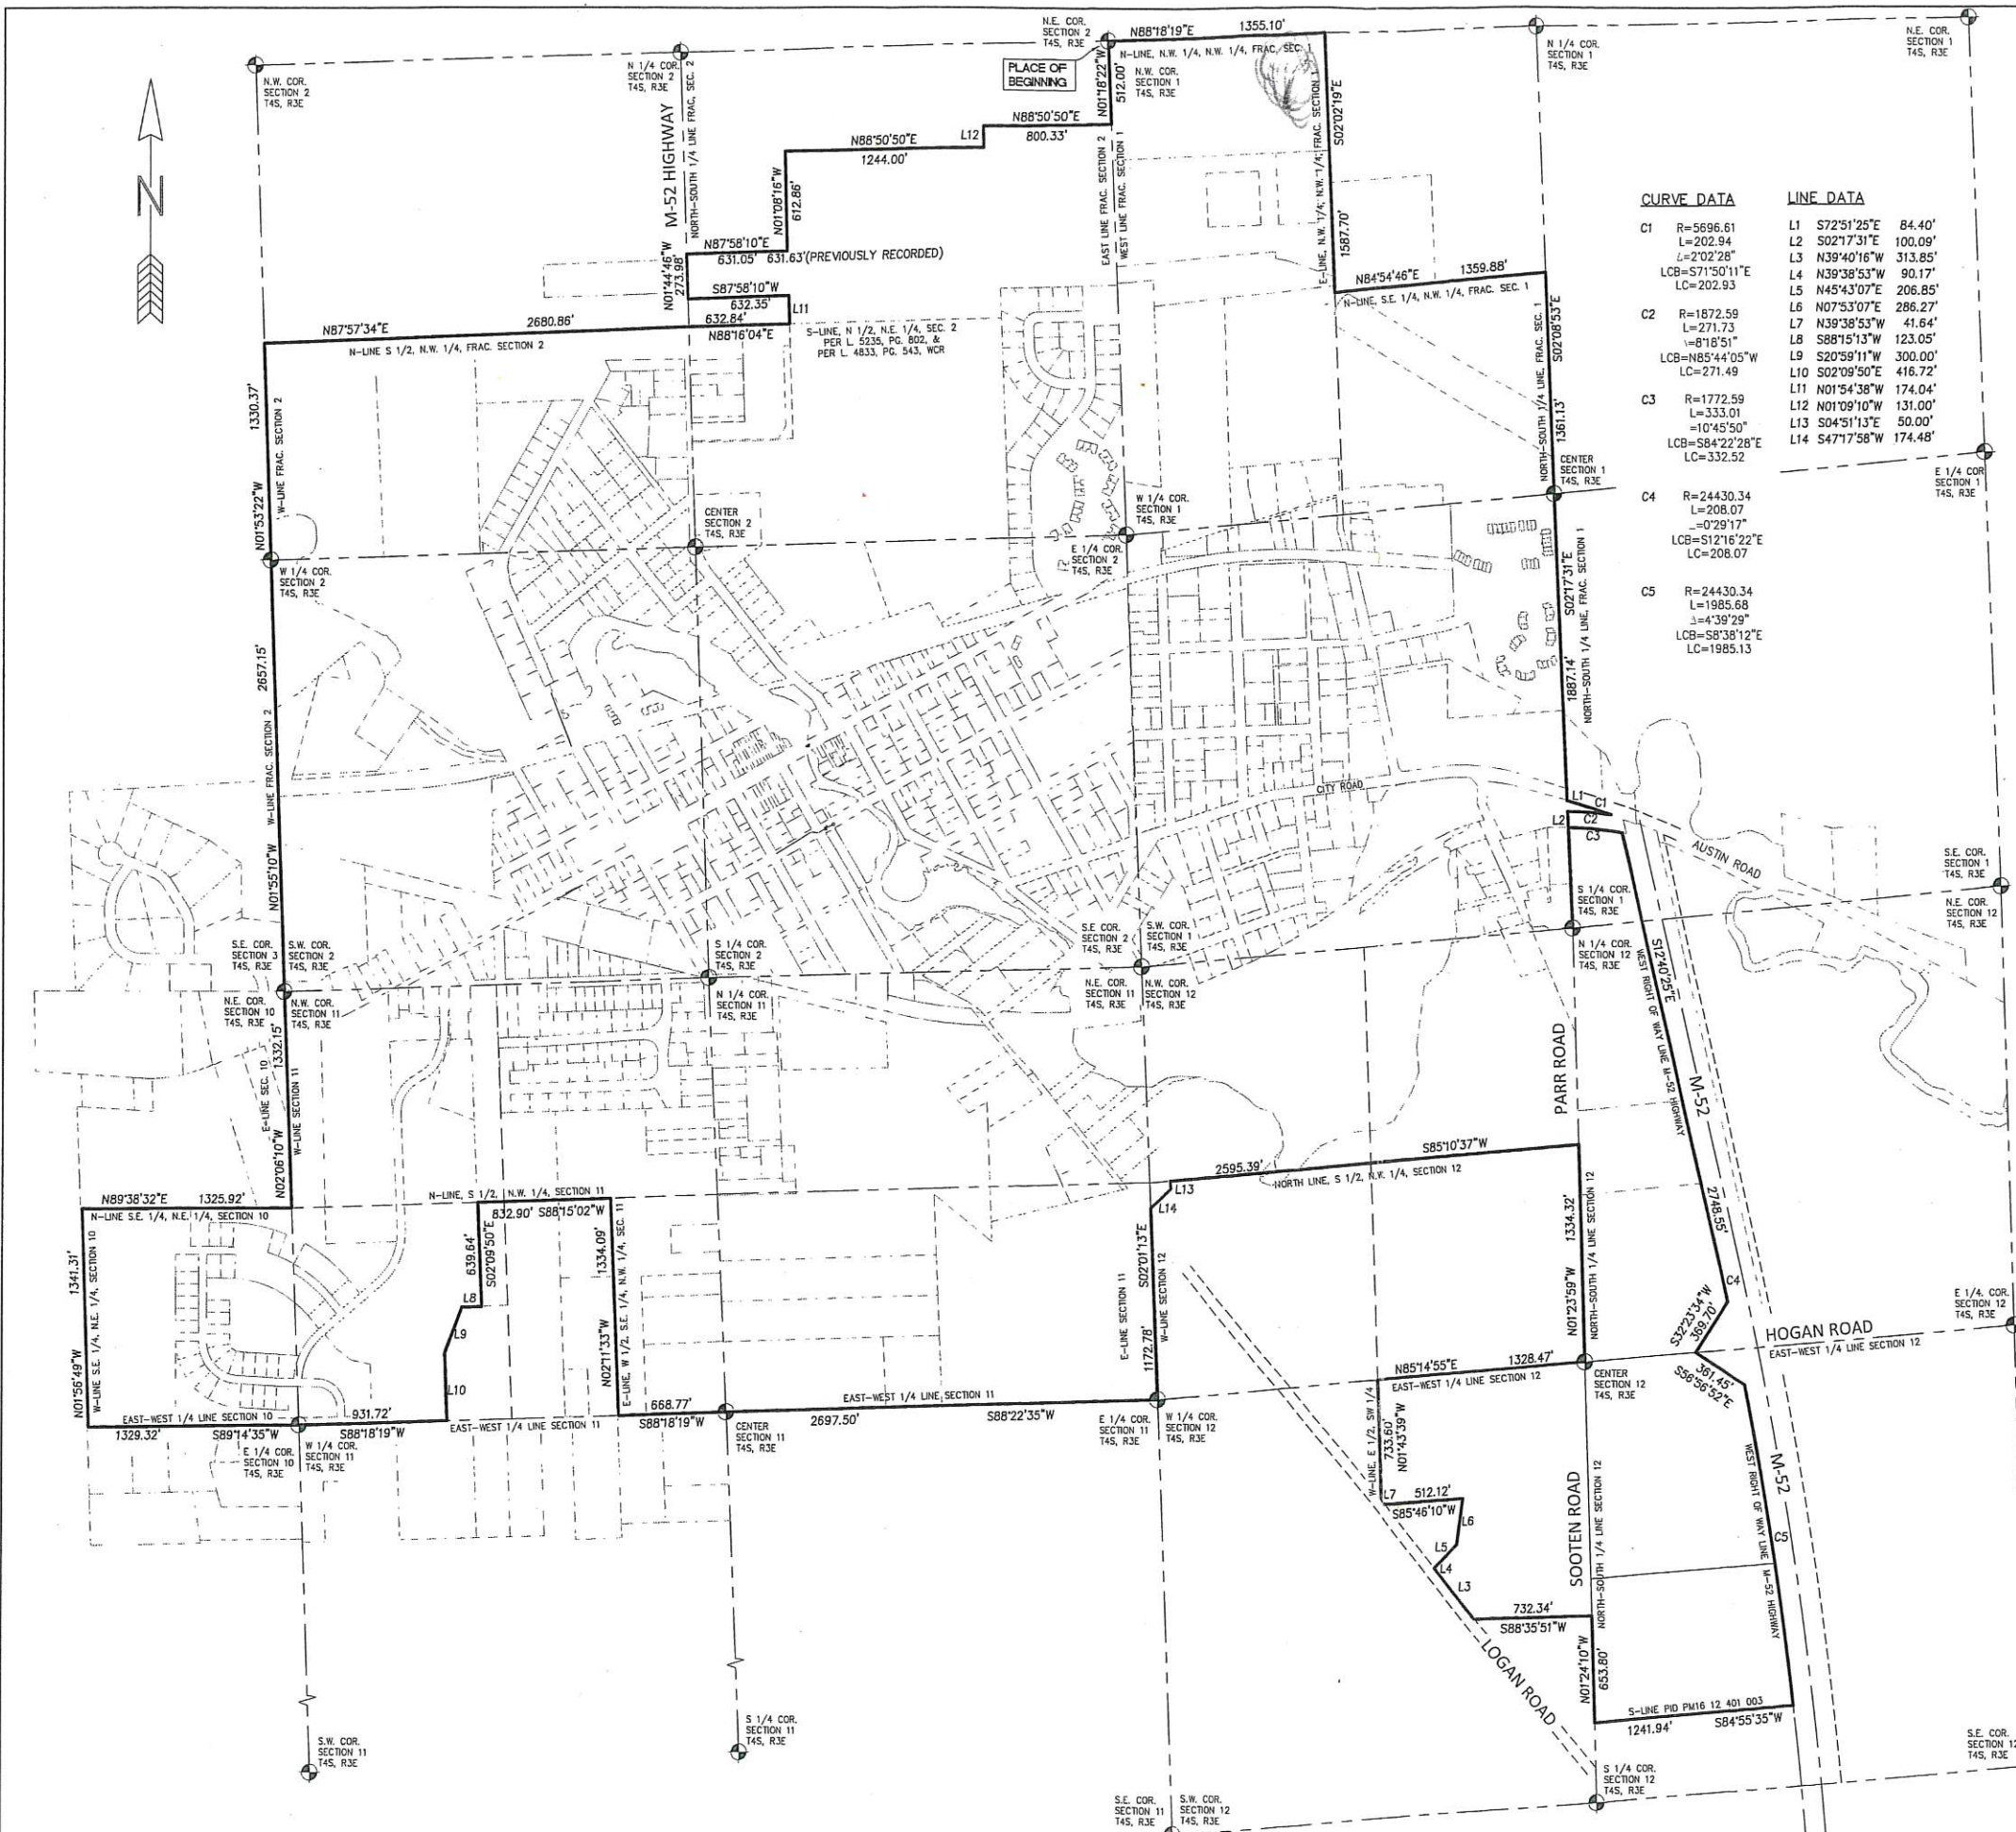 N.E. COR.
SECTION 2
T4S, R3E
N88°18'19"E 1355.10'
N-LINE, N.W. 1/4, N.W. 1/4, FRAC. SEC. 1
N.W. COR.
SECTION 1
T4S, R3E
PLACE OF
BEGINNING
N01°18'22"W
512.00'
N 1/4 COR.
SECTION 1
T4S, R3E
N.E. COR.
SECTION 1
T4S, R3E
N.W. COR.
SECTION 2
T4S, R3E
N 1/4 COR.
SECTION 2
T4S, R3E
N
M-52 HIGHWAY
NORTH-SOUTH 1/4 LINE FRAC. SEC. 2
N88°50'50"E
800.33'
L12
N88°50'50"E
1244.00'
N01°08'16"W
612.86'
N87°58'10"E
631.05' 631.63'(PREVIOUSLY RECORDED)
N01°44'46"W
273.98'
S87°58'10"W
632.35'
L11
632.84'
N88°16'04"E
S-LINE, N 1/2, N.E. 1/4, SEC. 2
PER L. 5235, PG. 802, &
PER L. 4833, PG. 543, WCR
N87°57'34"E 2680.86'
N-LINE S 1/2, N.W. 1/4, FRAC. SECTION 2
EAST LINE FRAC. SECTION 2
WEST LINE FRAC. SECTION 1
E-LINE, N.W. 1/4, N.W. 1/4, FRAC. SECTION 1
S02°02'19"E
1587.70'
N84°54'46"E 1359.88'
N-LINE, S.E. 1/4, N.W. 1/4, FRAC. SEC. 1
S02°08'53"E
1361.13'
NORTH-SOUTH 1/4 LINE, FRAC. SEC. 1
CENTER
SECTION 1
T4S, R3E
E 1/4 COR
SECTION 1
T4S, R3E
CURVE DATA
C1 R=5696.61
L=202.94
=2°02'28"
LCB=S71°50'11"E
LC=202.93
C2 R=1872.59
L=271.73
=8°18'51"
LCB=N85°44'05"W
LC=271.49
C3 R=1772.59
L=333.01
=10°45'50"
LCB=S84°22'28"E
LC=332.52
C4 R=24430.34
L=208.07
=0°29'17"
LCB=S12°16'22"E
LC=208.07
C5 R=24430.34
L=1985.68
=4°39'29"
LCB=S8°38'12"E
LC=1985.13
LINE DATA
L1 S72°51'25"E 84.40'
L2 S02°17'31"E 100.09'
L3 N39°40'16"W 313.85'
L4 N39°38'53"W 90.17'
L5 N45°43'07"E 206.85'
L6 N07°53'07"E 286.27'
L7 N39°38'53"W 41.64'
L8 S88°15'13"W 123.05'
L9 S20°59'11"W 300.00'
L10 S02°09'50"E 416.72'
L11 N01°54'38"W 174.04'
L12 N01°09'10"W 131.00'
L13 S04°51'13"E 50.00'
L14 S47°17'58"W 174.48'
1330.37'
N01°53'22"W
W-LINE FRAC. SECTION 2
W 1/4 COR.
SECTION 2
T4S, R3E
CENTER
SECTION 2
T4S, R3E
W 1/4 COR.
SECTION 1
T4S, R3E
E 1/4 COR.
SECTION 2
T4S, R3E
2657.15'
W-LINE FRAC. SECTION 2
N01°55'10"W
S02°17'31"E
1887.14'
NORTH-SOUTH 1/4 LINE, FRAC. SECTION 1
CITY ROAD
L1
C1
L2
C2
C3
AUSTIN ROAD
S 1/4 COR.
SECTION 1
T4S, R3E
N 1/4 COR.
SECTION 12
T4S, R3E
S.E. COR.
SECTION 1
T4S, R3E
N.E. COR.
SECTION 12
T4S, R3E
S.E. COR.
SECTION 3
T4S, R3E
S.W. COR.
SECTION 2
T4S, R3E
N.E. COR.
SECTION 10
T4S, R3E
N.W. COR.
SECTION 11
T4S, R3E
S 1/4 COR.
SECTION 2
T4S, R3E
N 1/4 COR.
SECTION 11
T4S, R3E
S.E. COR.
SECTION 2
T4S, R3E
S.W. COR.
SECTION 1
T4S, R3E
N.E. COR.
SECTION 11
T4S, R3E
N.W. COR.
SECTION 12
T4S, R3E
1332.15'
E-LINE SEC. 10
W-LINE SECTION 11
N02°06'10"W
S12°40'25"E
WEST RIGHT OF WAY LINE M-52 HIGHWAY
M-52
2748.55'
PARR ROAD
S85°10'37"W
2595.39'
NORTH LINE, S 1/2, N.W. 1/4, SECTION 12
L13
L14
N89°38'32"E 1325.92'
N-LINE S.E. 1/4, N.E. 1/4, SECTION 10
N-LINE, S 1/2, N.W. 1/4, SECTION 11
832.90' S88°15'02"W
1341.31'
W-LINE S.E. 1/4, N.E. 1/4, SECTION 10
N01°56'49"W
639.64'
S02°09'50"E
L8
L9
L10
1334.09'
N02°11'33"W
E-LINE, W 1/2, S.E. 1/4, N.W. 1/4, SEC. 11
S02°01'13"E
1172.78'
E-LINE SECTION 11
W-LINE SECTION 12
1334.32'
N01°23'59"W
NORTH-SOUTH 1/4 LINE SECTION 12
C4
S32°23'34"W
369.70'
HOGAN ROAD
EAST-WEST 1/4 LINE SECTION 12
E 1/4. COR.
SECTION 12
T4S, R3E
361.45'
S56°56'52"E
EAST-WEST 1/4 LINE SECTION 10
1329.32' S89°14'35"W
931.72'
S88°18'19"W
EAST-WEST 1/4 LINE SECTION 11
E 1/4 COR.
SECTION 10
T4S, R3E
W 1/4 COR.
SECTION 11
T4S, R3E
668.77'
S88°18'19"W
CENTER
SECTION 11
T4S, R3E
EAST-WEST 1/4 LINE SECTION 11
2697.50' S88°22'35"W
E 1/4 COR.
SECTION 11
T4S, R3E
W 1/4 COR.
SECTION 12
T4S, R3E
N85°14'55"E 1328.47'
EAST-WEST 1/4 LINE SECTION 12
CENTER
SECTION 12
T4S, R3E
W-LINE, E 1/2, SW 1/4
733.60'
N01°43'39"W
L7 512.12'
S85°46'10"W
L6
L5
L4
L3
SOOTEN ROAD
NORTH-SOUTH 1/4 LINE SECTION 12
M-52
C5
WEST RIGHT OF WAY LINE M-52 HIGHWAY
732.34'
S88°35'51"W
LOGAN ROAD
N01°24'10"W
653.80'
S-LINE PID PM16 12 401 003
1241.94' S84°55'35"W
S.W. COR.
SECTION 11
T4S, R3E
S 1/4 COR.
SECTION 11
T4S, R3E
S.E. COR.
SECTION 11
T4S, R3E
S.W. COR.
SECTION 12
T4S, R3E
S 1/4 COR.
SECTION 12
T4S, R3E
S.E. COR.
SECTION 12
T4S, R3E